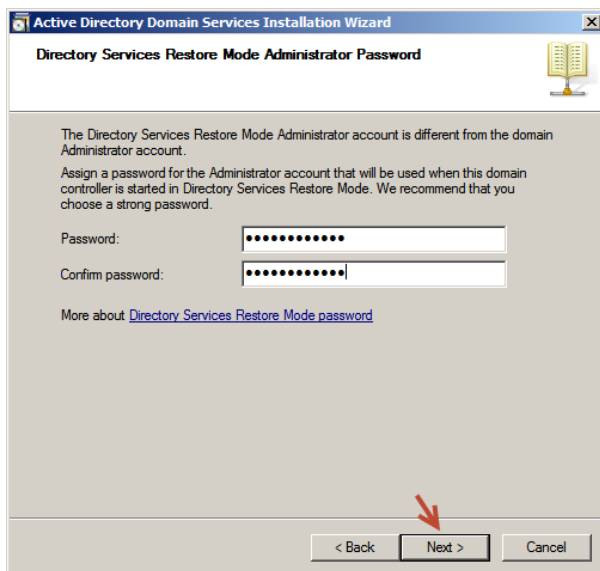 Active Directory Domain Services Installation Wizard
Directory Services Restore Mode Administrator Password
The Directory Services Restore Mode Administrator account is different from the domain
Administrator account.
Assign a password for the Administrator account that will be used when this domain
controller is started in Directory Services Restore Mode. We recommend that you
choose a strong password.
Password: ••••••••••••
Confirm password: ••••••••••••
More about Directory Services Restore Mode password
< Back Next > Cancel